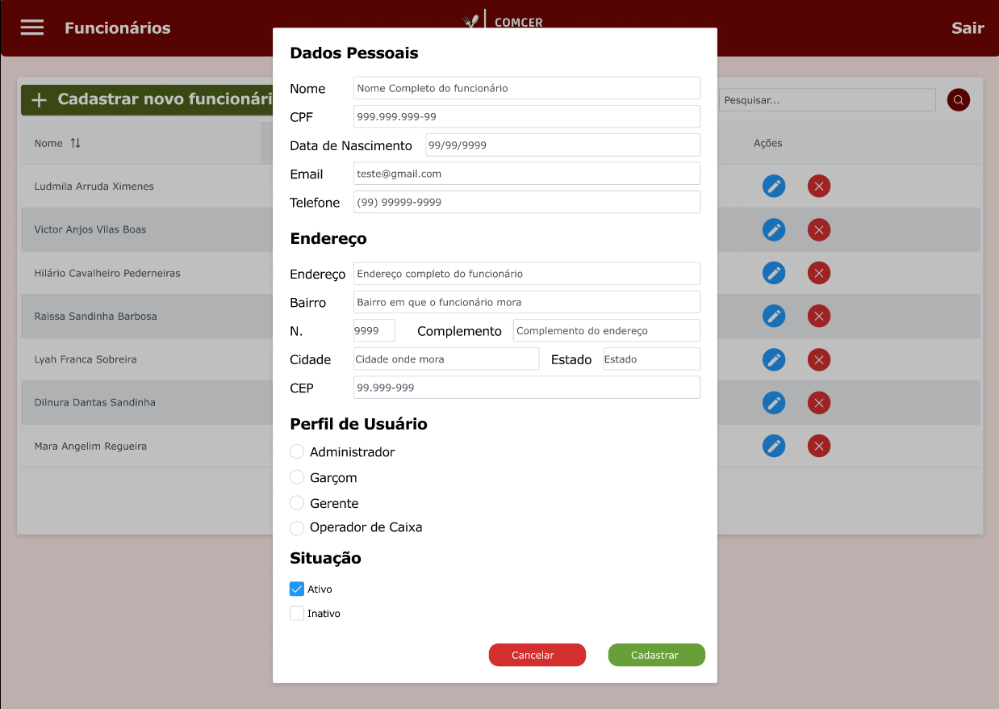 Funcionários
COMCER
Sair
Cadastrar novo funcionári
Pesquisar...
Nome
Ações
Ludmila Arruda Ximenes
Victor Anjos Vilas Boas
Hilário Cavalheiro Pederneiras
Raissa Sandinha Barbosa
Lyah Franca Sobreira
Dilnura Dantas Sandinha
Mara Angelim Regueira
Dados Pessoais
Nome Nome Completo do funcionário
CPF 999.999.999-99
Data de Nascimento 99/99/9999
Email teste@gmail.com
Telefone (99) 99999-9999
Endereço
Endereço Endereço completo do funcionário
Bairro Bairro em que o funcionário mora
N. 9999 Complemento Complemento do endereço
Cidade Cidade onde mora Estado Estado
CEP 99.999-999
Perfil de Usuário
Administrador
Garçom
Gerente
Operador de Caixa
Situação
Ativo
Inativo
Cancelar Cadastrar